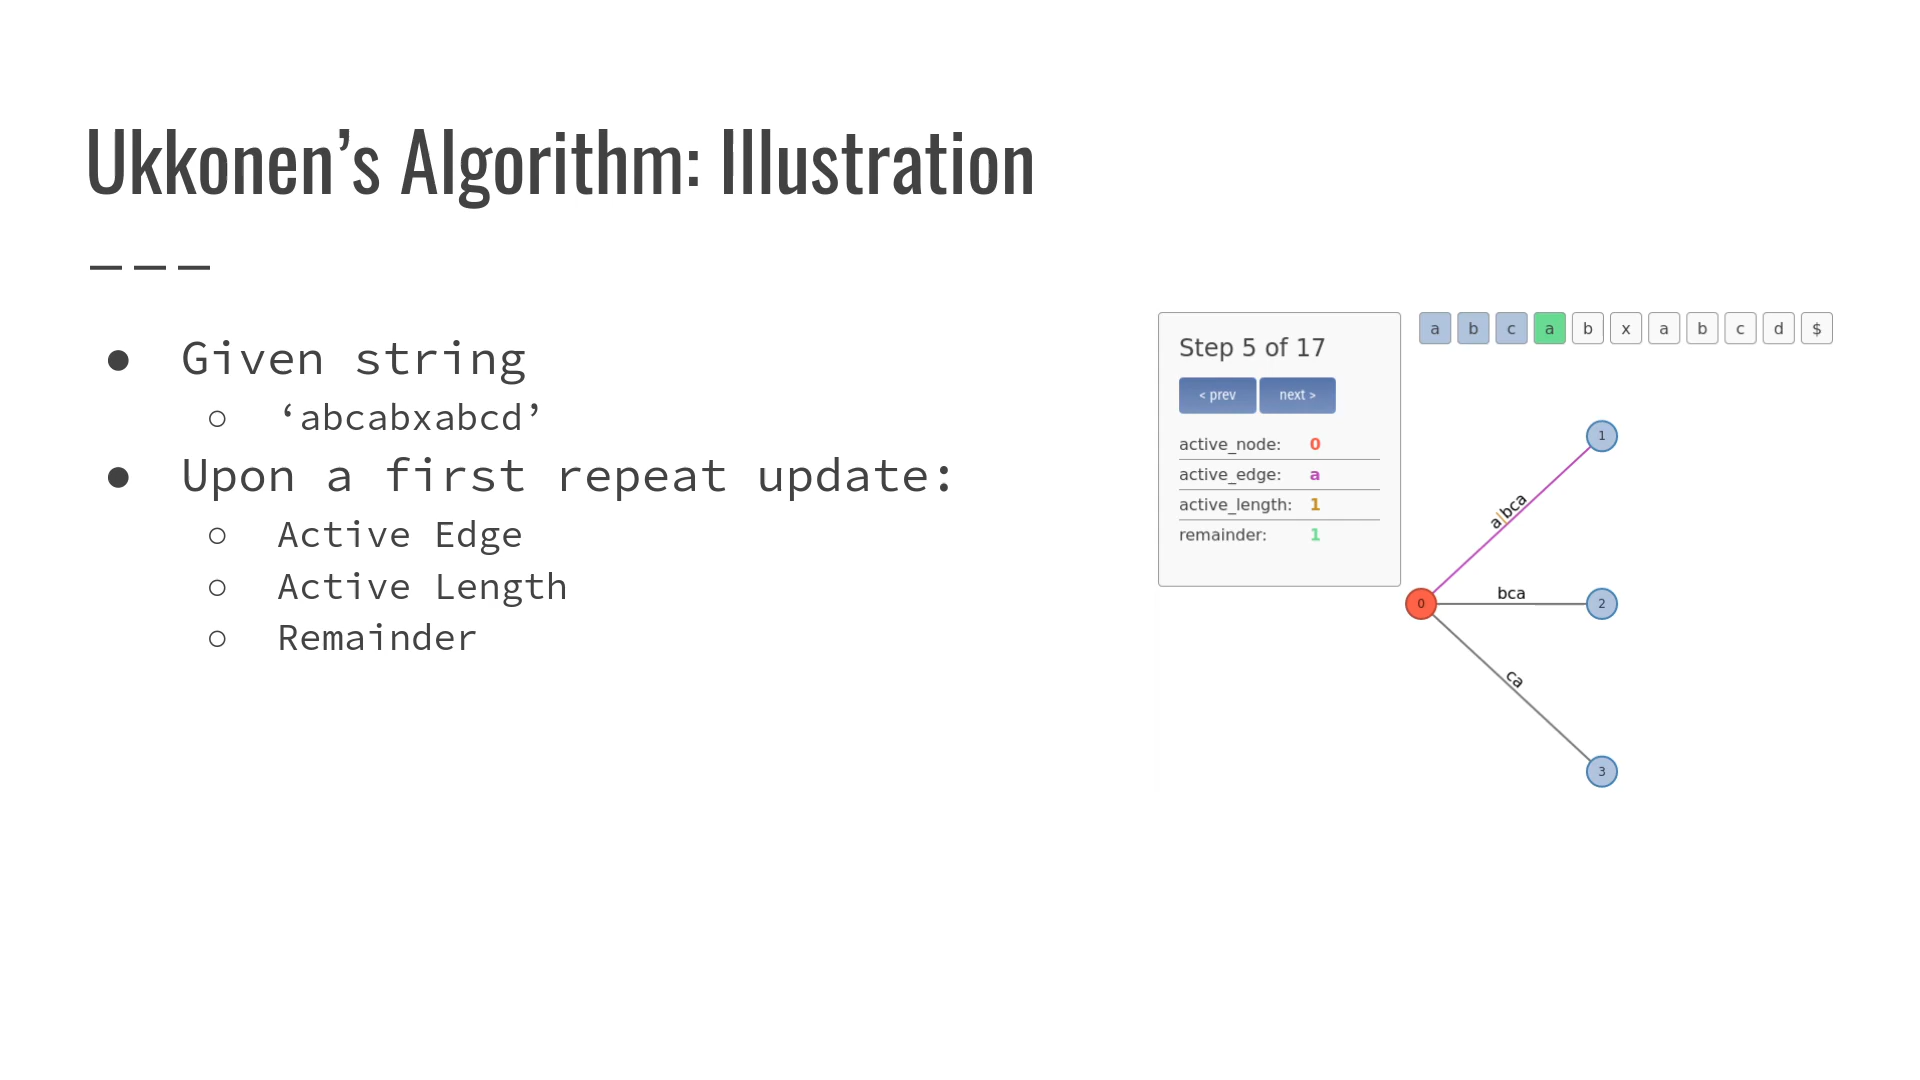 Ukkonen’s Algorithm: Illustration
● Given string
○ ‘abcabxabcd’
● Upon a first repeat update:
○ Active Edge
○ Active Length
○ Remainder
Step 5 of 17
< prev next >
active_node: 0
active_edge: a
active_length: 1
remainder: 1
a b c a b x a b c d $
1
a|bca
0 bca 2
ca
3